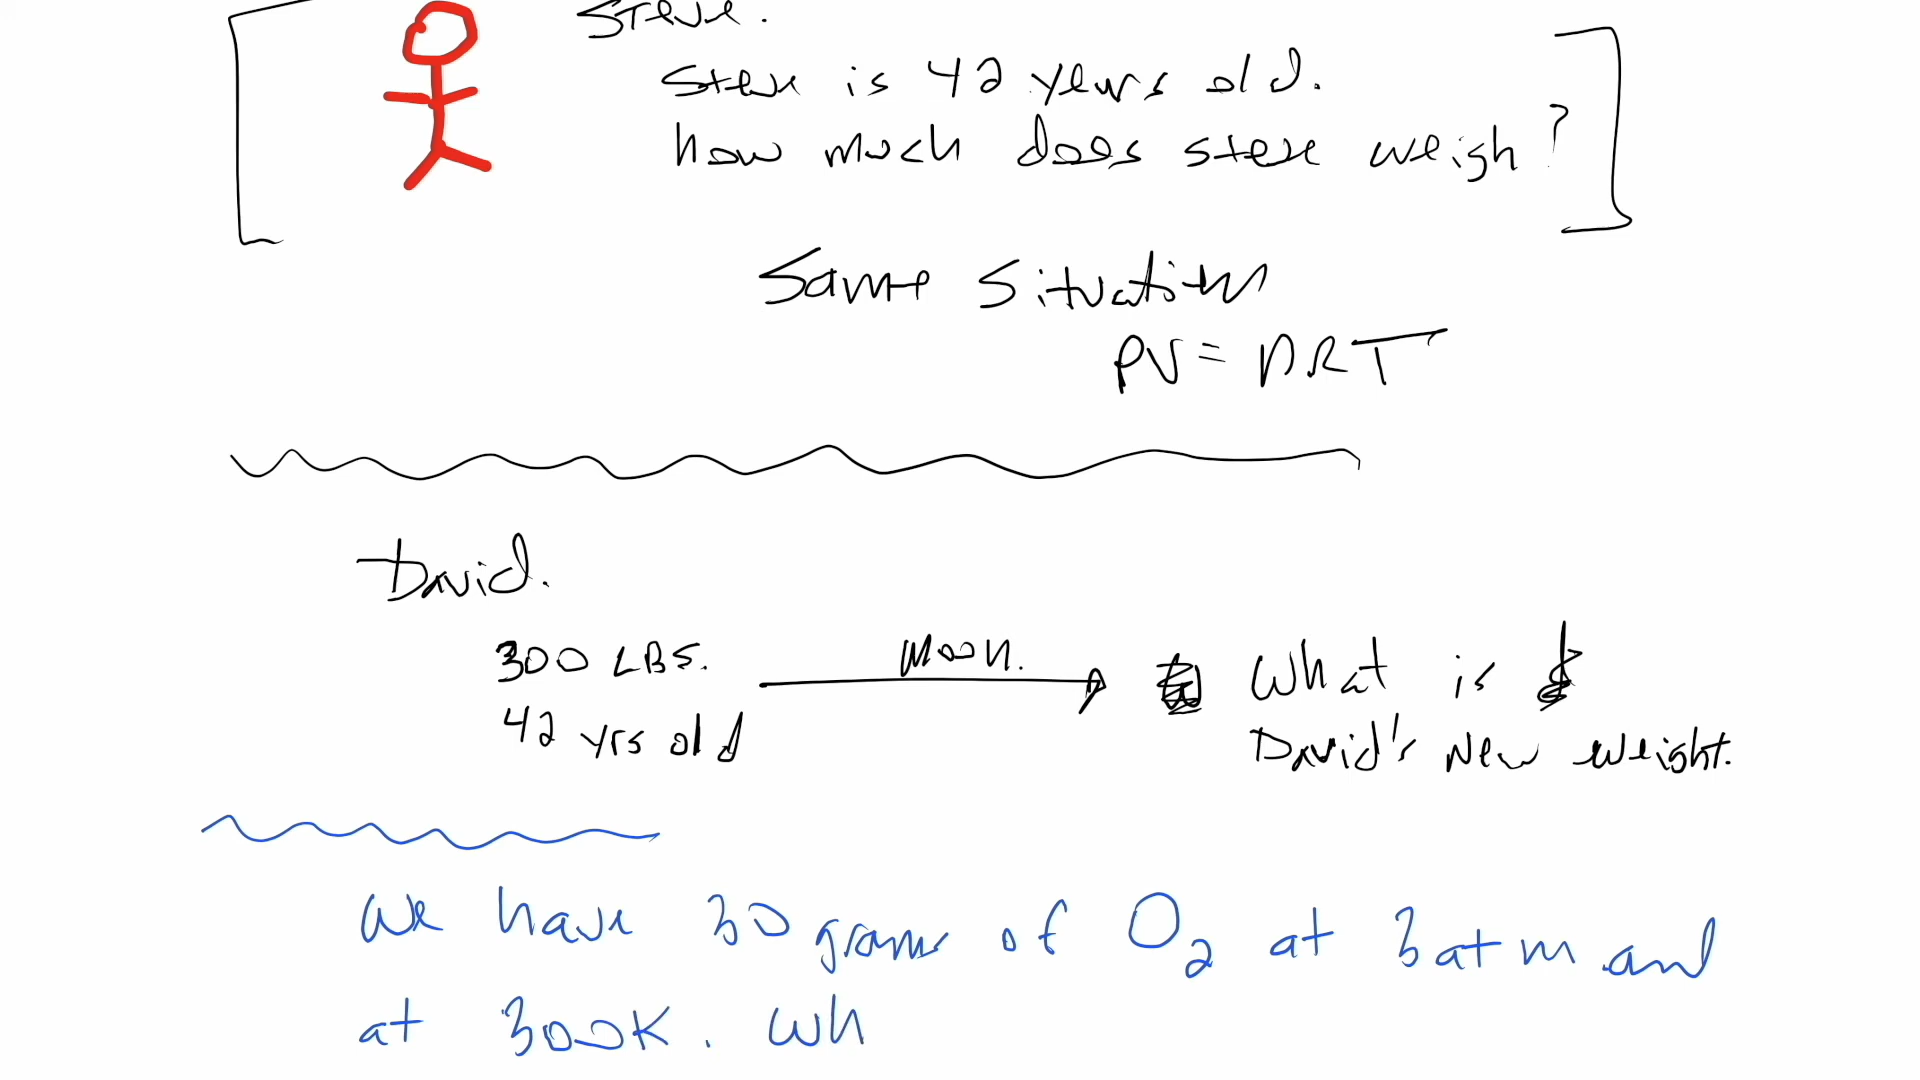 Steve.
Steve is 42 years old.
how much does steve weigh?
Same Situation
PV = nRT
David.
300 LBS.
Moon.
What is
42 yrs old
David's New weight.
We have 30 grams of O2 at 3 atm and
at 300K. Wh